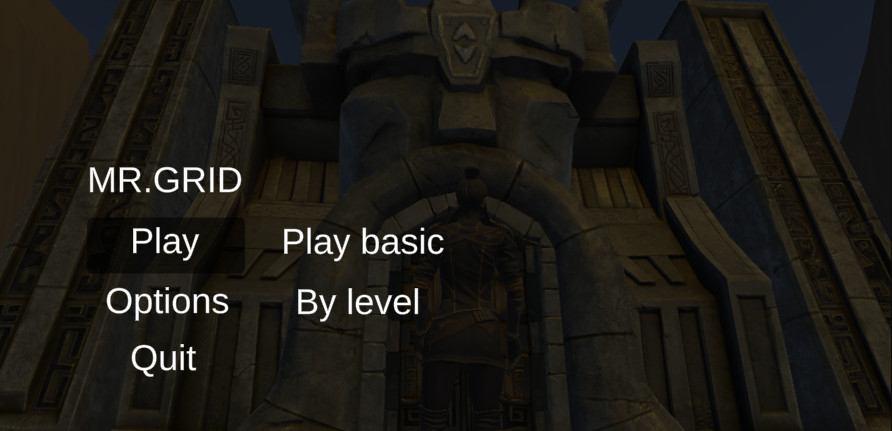 MR.GRID
Play
Play basic
Options
By level
Quit